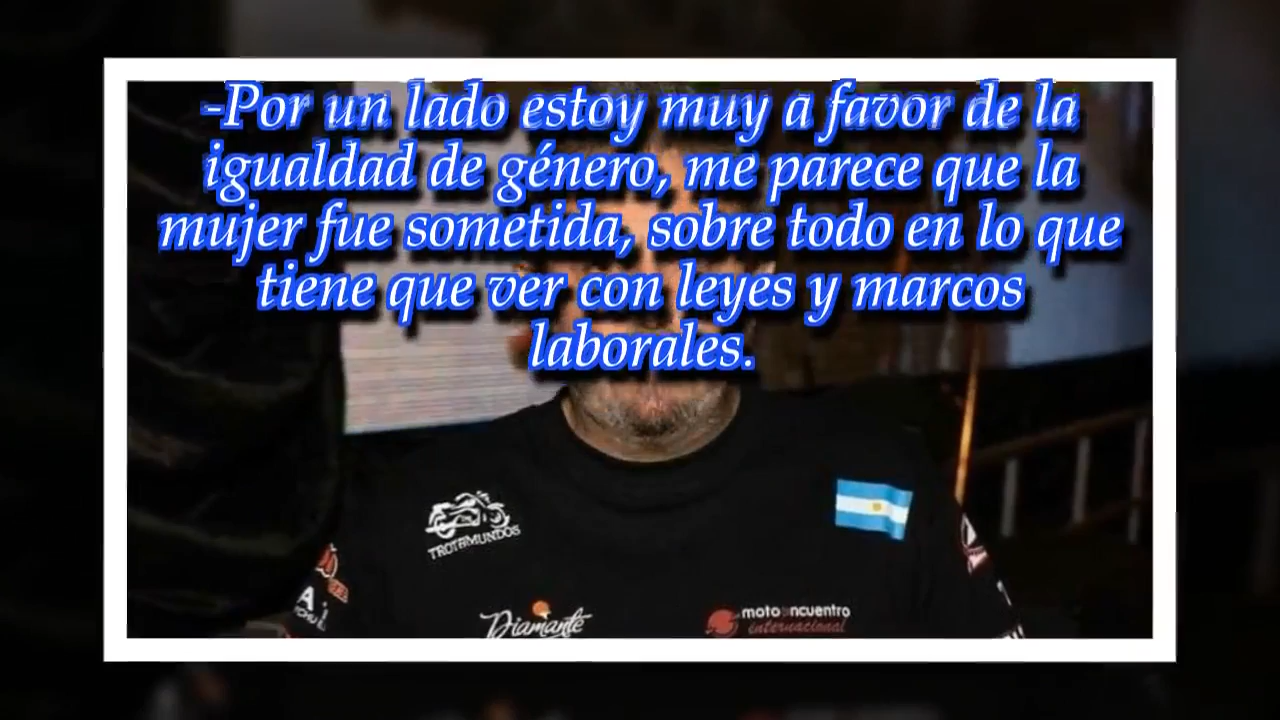 -Por un lado estoy muy a favor de la
igualdad de género, me parece que la
mujer fue sometida, sobre todo en lo que
tiene que ver con leyes y marcos
laborales.
TROTAMUNDOS
Diamante
motoencuentro
internacional